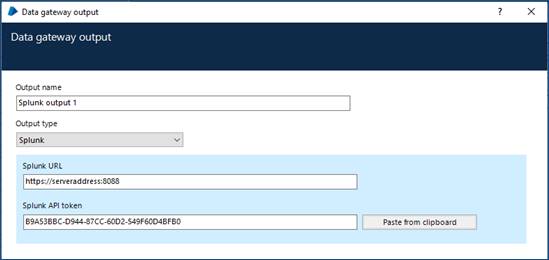 Data gateway output
?
Data gateway output
Output name
Splunk output 1
Output type
Splunk
Splunk URL
https://serveraddress:8088
Splunk API token
B9A53BBC-D944-87CC-60D2-549F60D4BFB0
Paste from clipboard